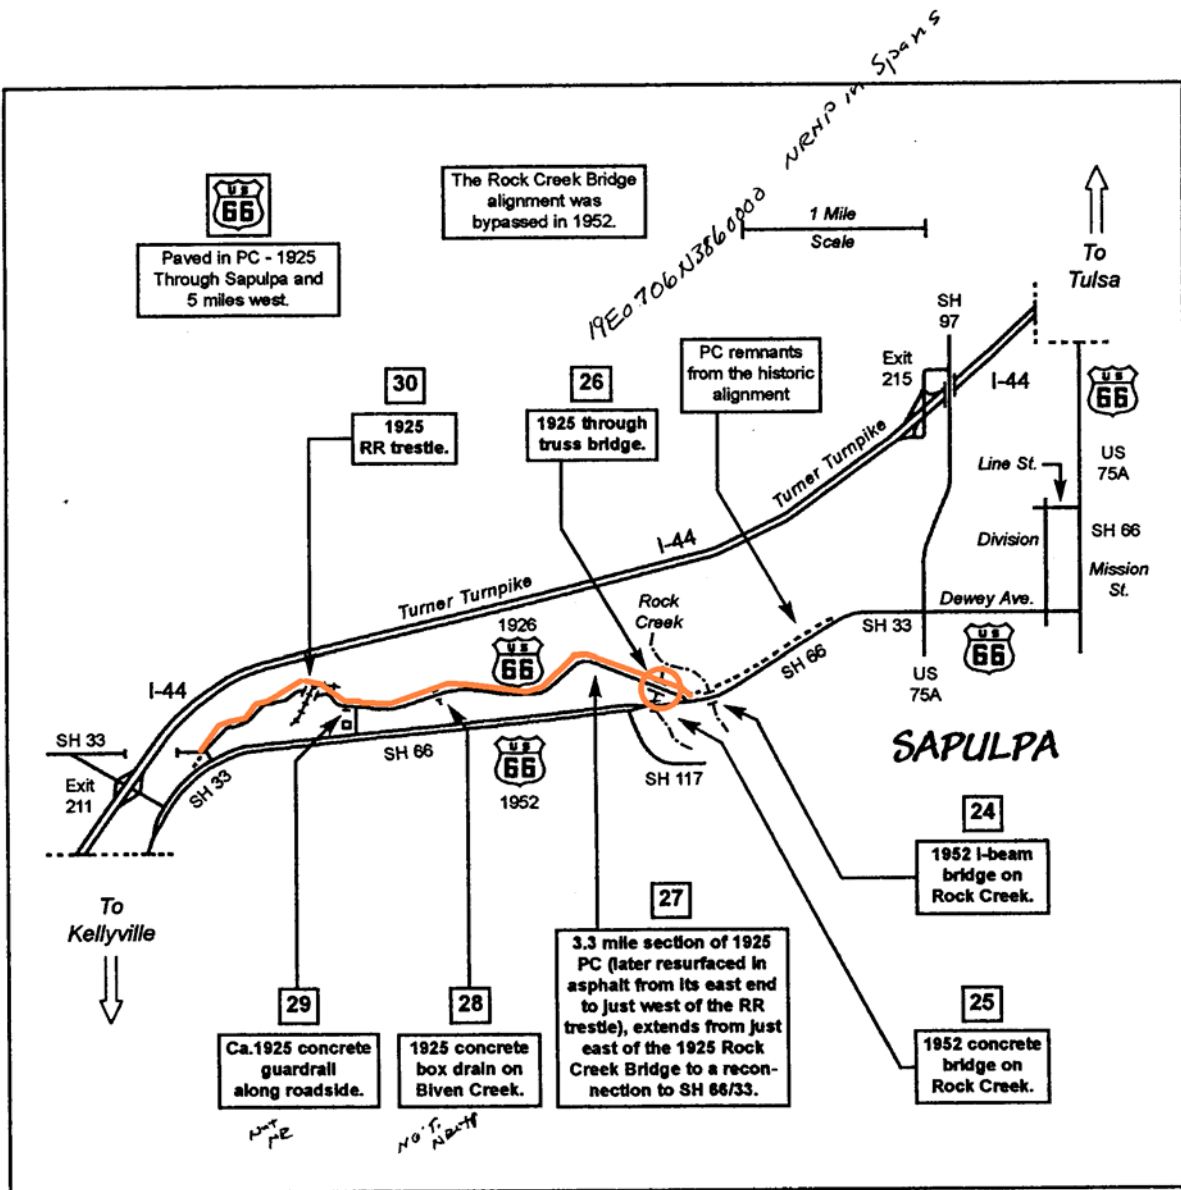 NRHP in Spans
19E0706N3860000
US
66
Paved in PC - 1925
Through Sapulpa and
5 miles west.
The Rock Creek Bridge
alignment was
bypassed in 1952.
1 Mile
Scale
To
Tulsa
SH
97
Exit
215
I-44
US
66
US
75A
Line St.
Division
SH 66
Mission
St.
Dewey Ave.
SH 33
US
66
US
75A
30
1925
RR trestle.
26
1925 through
truss bridge.
PC remnants
from the historic
alignment
Turner Turnpike
I-44
Turner Turnpike
I-44
Rock
Creek
1926
US
66
SH 66
SH 33
Exit
211
SH 33
SH 66
US
66
1952
SH 117
SAPULPA
To
Kellyville
24
1952 I-beam
bridge on
Rock Creek.
25
1952 concrete
bridge on
Rock Creek.
27
3.3 mile section of 1925
PC (later resurfaced in
asphalt from its east end
to just west of the RR
trestle), extends from just
east of the 1925 Rock
Creek Bridge to a recon-
nection to SH 66/33.
28
1925 concrete
box drain on
Biven Creek.
29
Ca.1925 concrete
guardrail
along roadside.
Not
NR
NOT